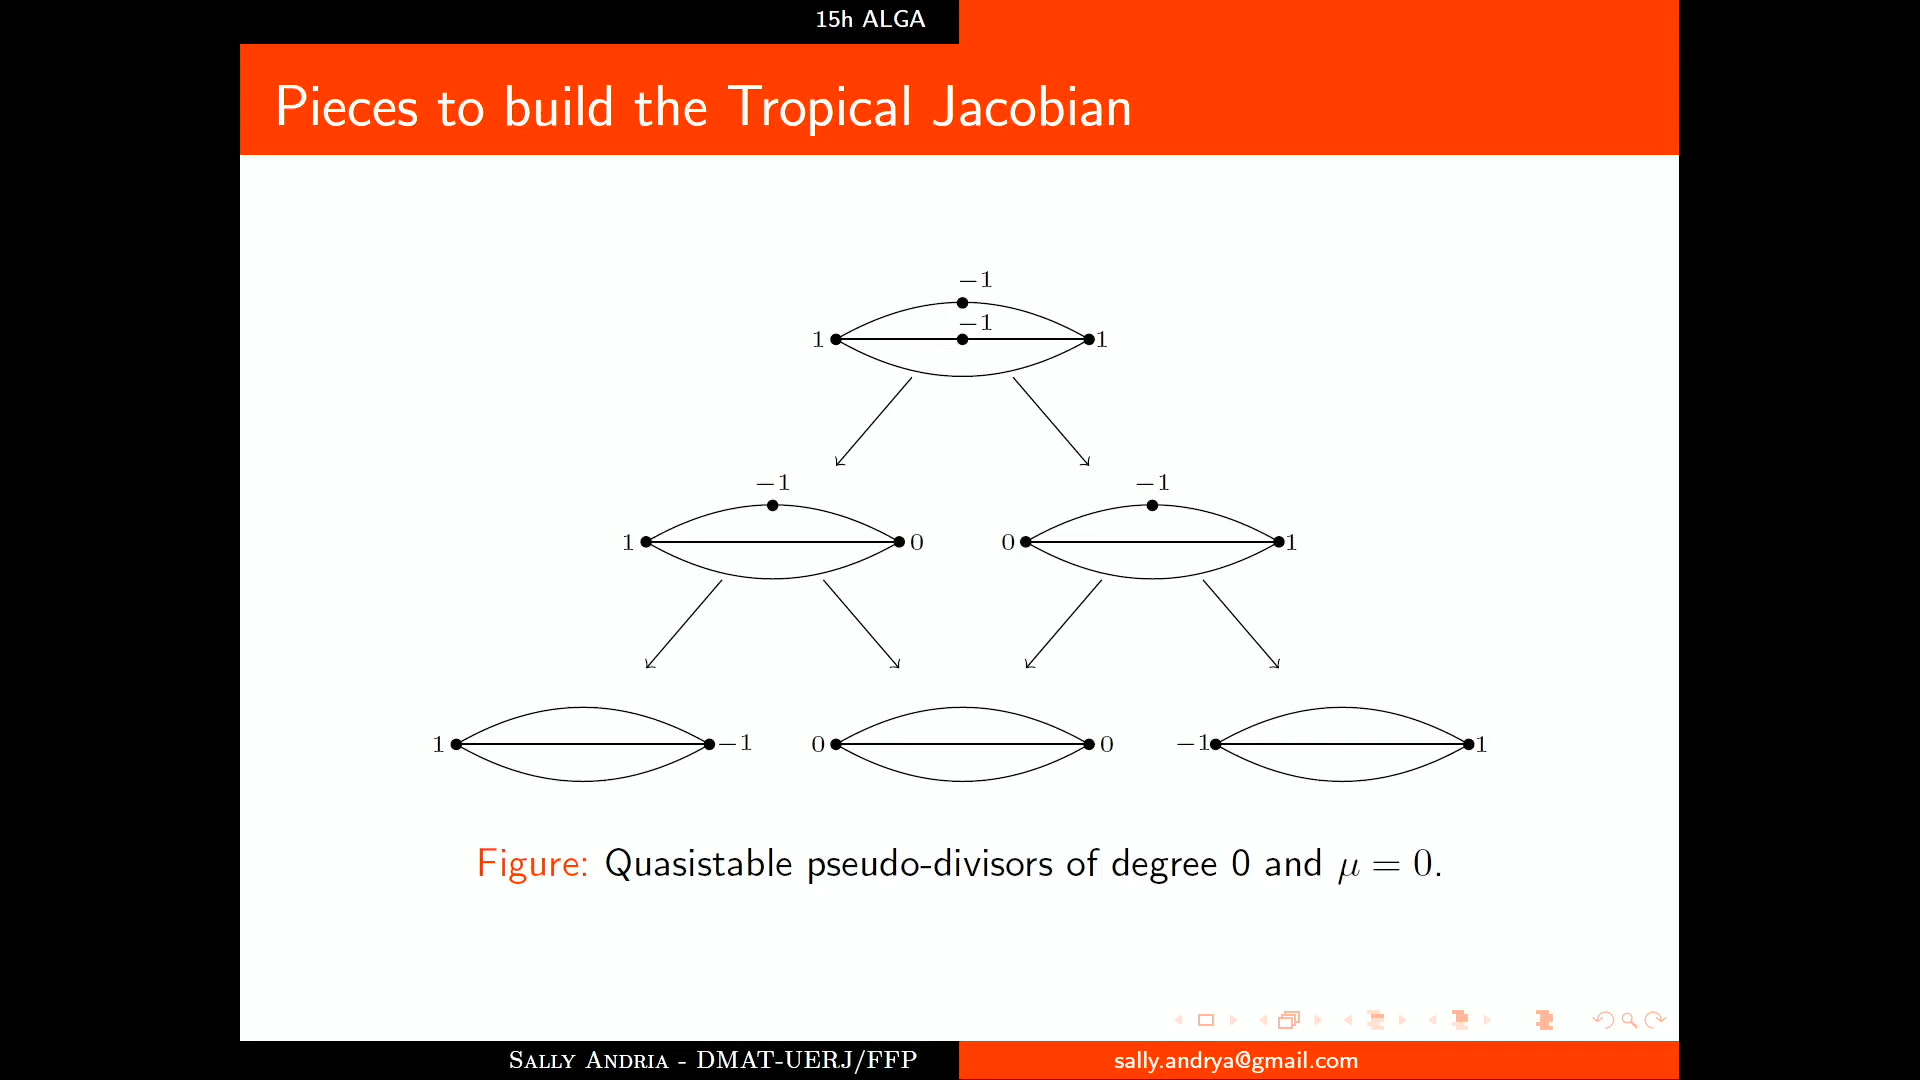 15h ALGA
Pieces to build the Tropical Jacobian
−1
−1
1 1
−1 −1
1 0 0 1
1 −1 0 0 −1 1
Figure: Quasistable pseudo-divisors of degree 0 and μ = 0.
Sally Andria - DMAT-UERJ/FFP sally.andrya@gmail.com